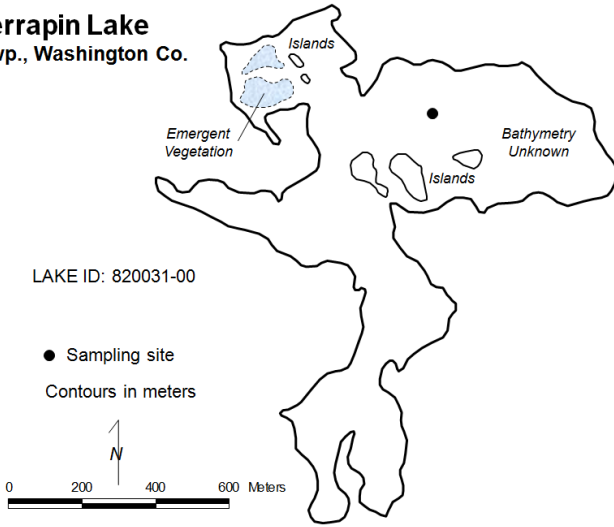 errapin Lake
wp., Washington Co.
Islands
Emergent
Vegetation
Bathymetry
Unknown
Islands
LAKE ID: 820031-00
Sampling site
Contours in meters
N
0 200 400 600 Meters